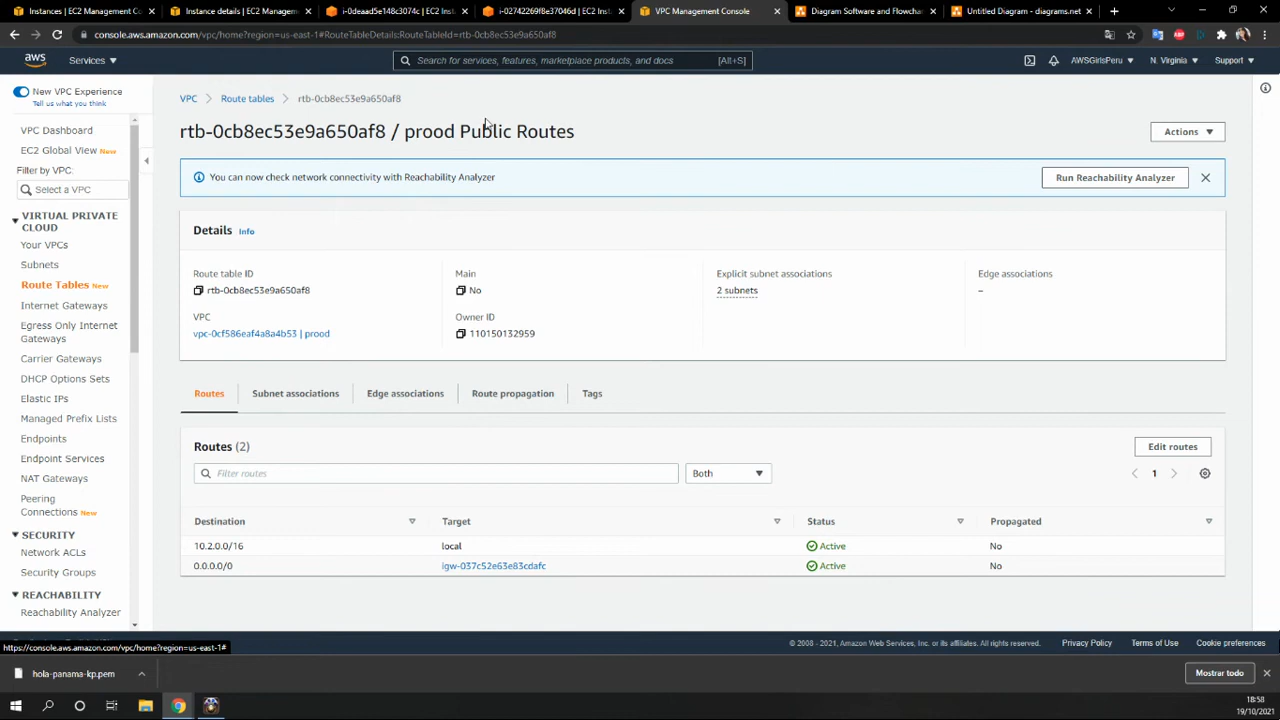 Instances | EC2 Management Co
Instance details | EC2 Managem
i-0deaed5e148c3074c | EC2 Inst
i-02742269f8e37046d | EC2 Inst
VPC Management Console
Diagram Software and Flowchar
Untitled Diagram - diagrams.net
console.aws.amazon.com/vpc/home?region=us-east-1#RouteTableDetails:RouteTableId=rtb-0cb8ec53e9a650af8
aws
Services
Search for services, features, marketplace products, and docs
[Alt+S]
AWSGirlsPeru
N. Virginia
Support
New VPC Experience
Tell us what you think
VPC Dashboard
EC2 Global View New
Filter by VPC:
Select a VPC
VIRTUAL PRIVATE
CLOUD
Your VPCs
Subnets
Route Tables New
Internet Gateways
Egress Only Internet
Gateways
Carrier Gateways
DHCP Options Sets
Elastic IPs
Managed Prefix Lists
Endpoints
Endpoint Services
NAT Gateways
Peering
Connections New
SECURITY
Network ACLs
Security Groups
REACHABILITY
Reachability Analyzer
VPC
Route tables
rtb-0cb8ec53e9a650af8
rtb-0cb8ec53e9a650af8 / prood Public Routes
Actions
You can now check network connectivity with Reachability Analyzer
Run Reachability Analyzer
Details Info
Route table ID
rtb-0cb8ec53e9a650af8
Main
No
Explicit subnet associations
2 subnets
Edge associations
–
VPC
vpc-0cf586eaf4a8a4b53 | prood
Owner ID
110150132959
Routes
Subnet associations
Edge associations
Route propagation
Tags
Routes (2)
Edit routes
Filter routes
Both
1
Destination Target Status Propagated
10.2.0.0/16 local Active No
0.0.0.0/0 igw-037c52e63e83cdafc Active No
https://console.aws.amazon.com/vpc/home?region=us-east-1#
© 2008 - 2021, Amazon Web Services, Inc. or its affiliates. All rights reserved.
Privacy Policy
Terms of Use
Cookie preferences
hola-panama-kp.pem
Mostrar todo
18:58
19/10/2021